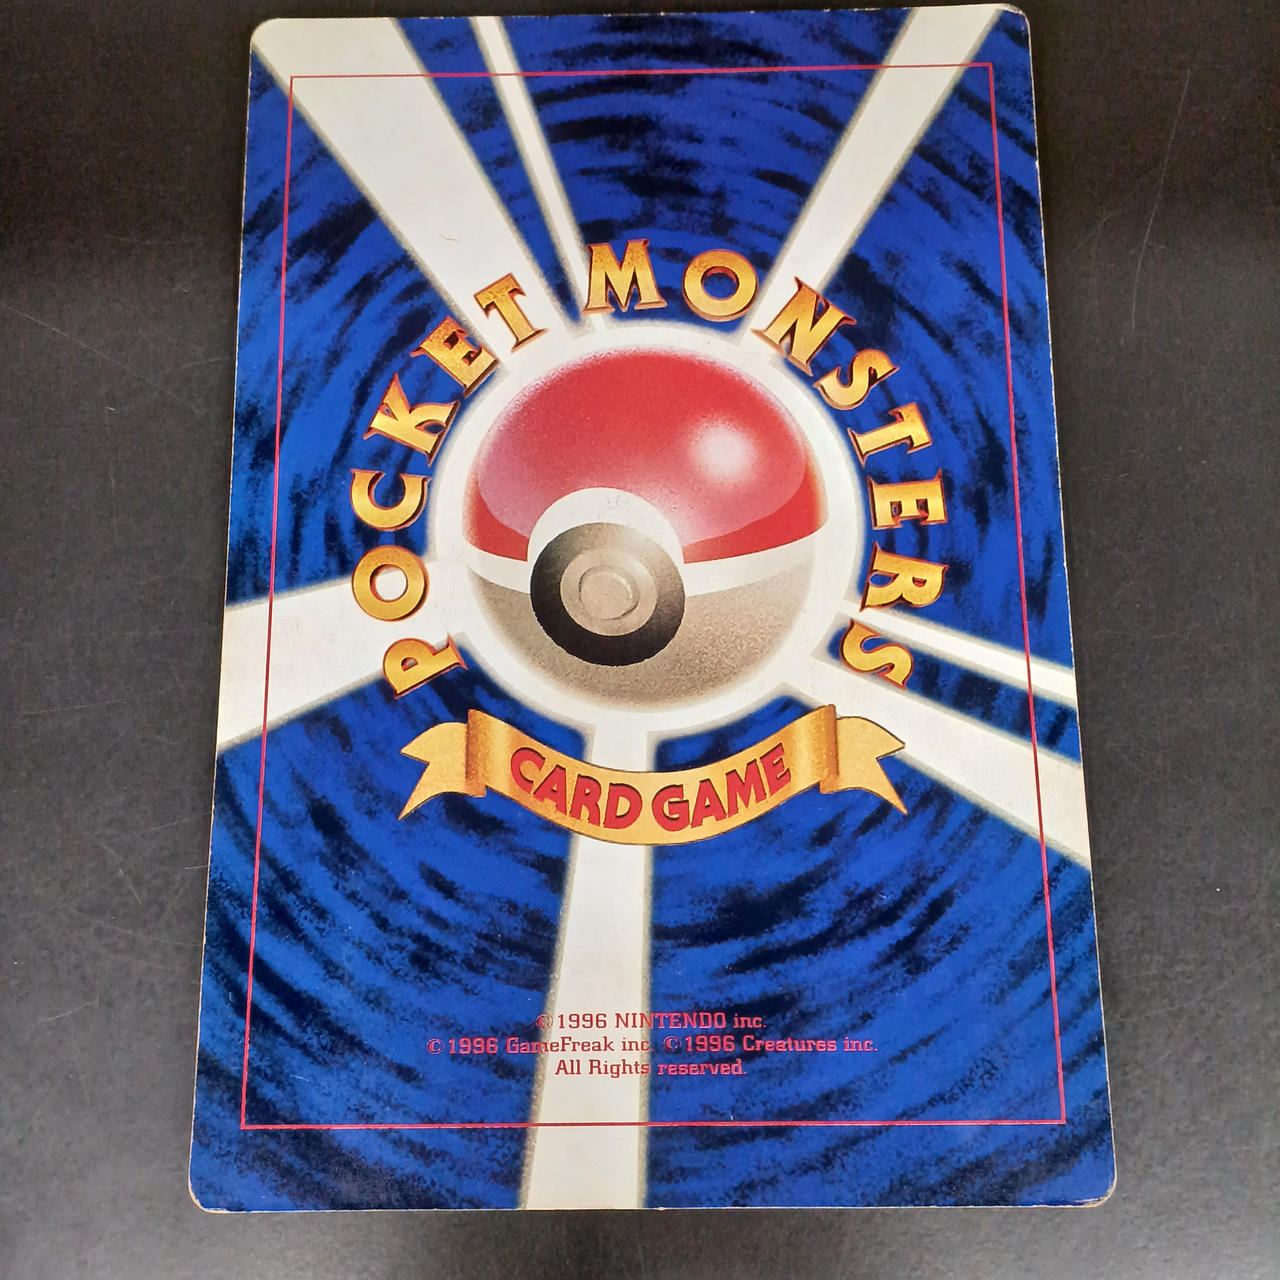 POCKET MONSTERS
CARD GAME
©1996 NINTENDO inc.
©1996 GameFreak inc. ©1996 Creatures inc.
All Rights reserved.